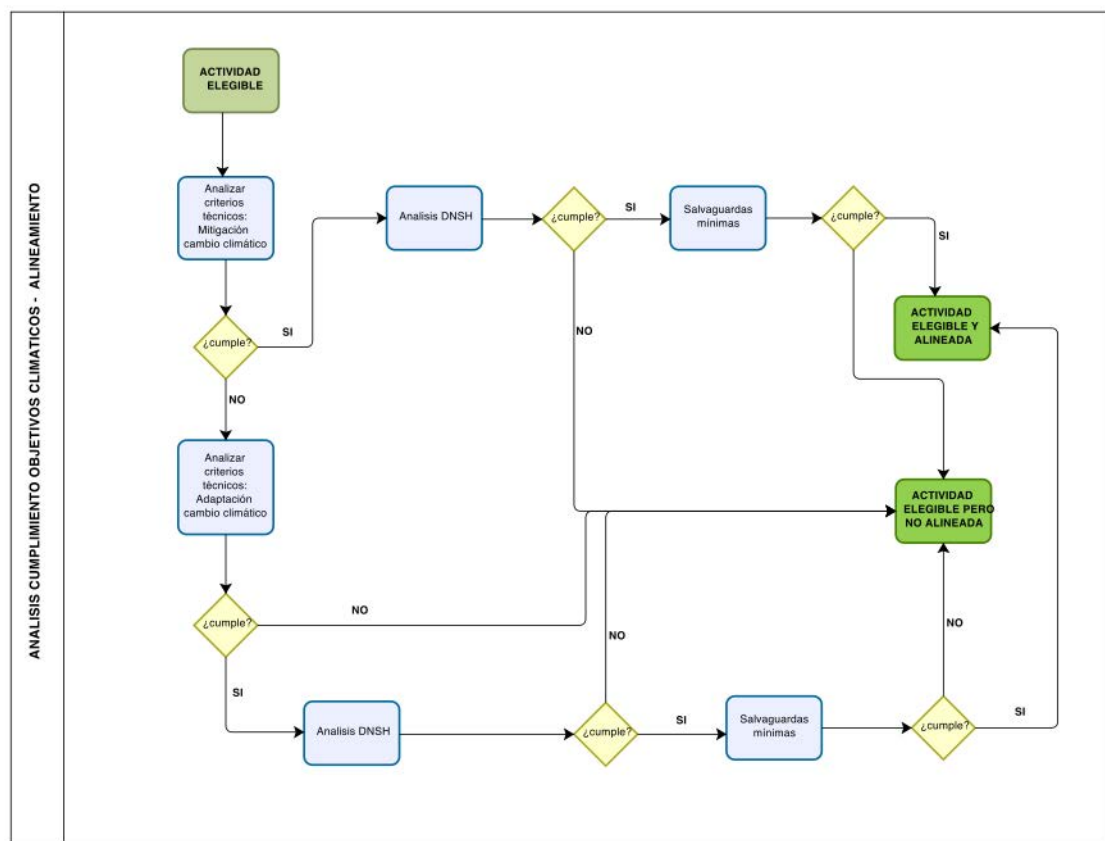 ANALISIS CUMPLIMIENTO OBJETIVOS CLIMATICOS - ALINEAMIENTO
ACTIVIDAD
ELEGIBLE
Analizar
criterios
técnicos:
Mitigación
cambio climático
¿cumple?
SI
Analisis DNSH
¿cumple?
SI
Salvaguardas
mínimas
¿cumple?
SI
ACTIVIDAD
ELEGIBLE Y
ALINEADA
NO
NO
Analizar
criterios
técnicos:
Adaptación
cambio climático
ACTIVIDAD
ELEGIBLE PERO
NO ALINEADA
¿cumple?
NO
NO
NO
SI
Analisis DNSH
¿cumple?
SI
Salvaguardas
mínimas
¿cumple?
SI